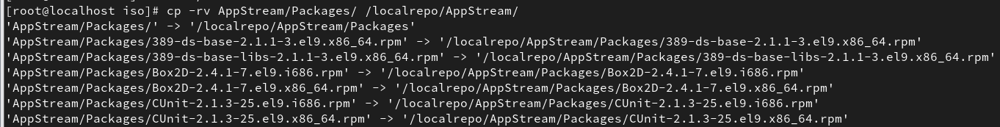 [root@localhost iso]# cp -rv AppStream/Packages/ /localrepo/AppStream/
'AppStream/Packages/' -> '/localrepo/AppStream/Packages'
'AppStream/Packages/389-ds-base-2.1.1-3.el9.x86_64.rpm' -> '/localrepo/AppStream/Packages/389-ds-base-2.1.1-3.el9.x86_64.rpm'
'AppStream/Packages/389-ds-base-libs-2.1.1-3.el9.x86_64.rpm' -> '/localrepo/AppStream/Packages/389-ds-base-libs-2.1.1-3.el9.x86_64.rpm'
'AppStream/Packages/Box2D-2.4.1-7.el9.i686.rpm' -> '/localrepo/AppStream/Packages/Box2D-2.4.1-7.el9.i686.rpm'
'AppStream/Packages/Box2D-2.4.1-7.el9.x86_64.rpm' -> '/localrepo/AppStream/Packages/Box2D-2.4.1-7.el9.x86_64.rpm'
'AppStream/Packages/CUnit-2.1.3-25.el9.i686.rpm' -> '/localrepo/AppStream/Packages/CUnit-2.1.3-25.el9.i686.rpm'
'AppStream/Packages/CUnit-2.1.3-25.el9.x86_64.rpm' -> '/localrepo/AppStream/Packages/CUnit-2.1.3-25.el9.x86_64.rpm'